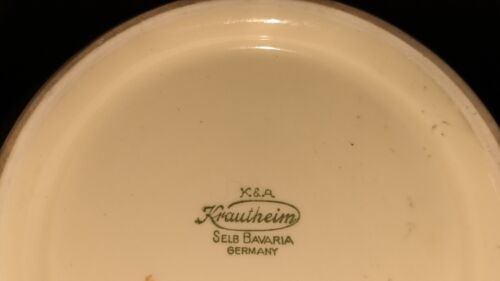 K&A
Krautheim
SELB BAVARIA
GERMANY